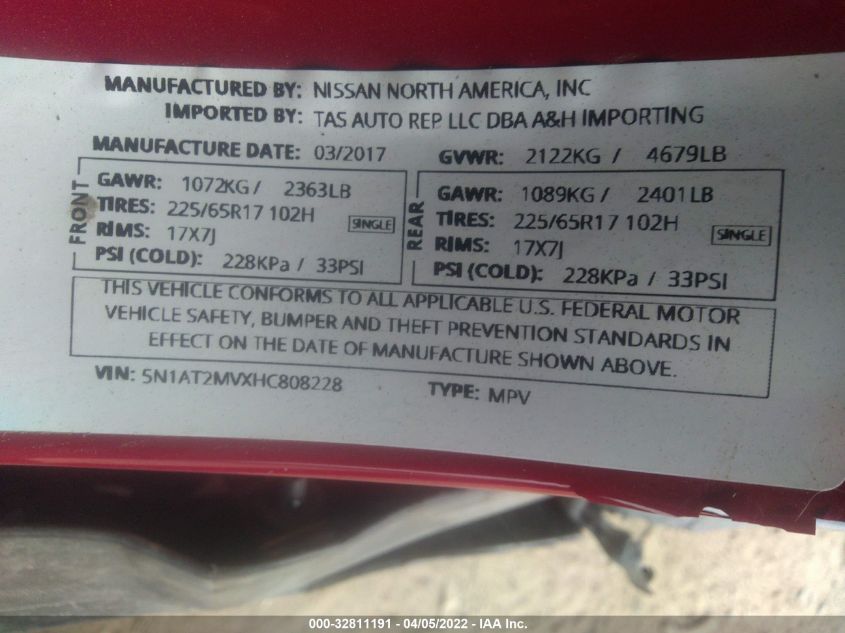 MANUFACTURED BY: NISSAN NORTH AMERICA, INC
IMPORTED BY: TAS AUTO REP LLC DBA A&H IMPORTING
MANUFACTURE DATE: 03/2017 GVWR: 2122KG / 4679LB
FRONT
GAWR: 1072KG / 2363LB
TIRES: 225/65R17 102H SINGLE
RIMS: 17X7J
PSI (COLD): 228KPa / 33PSI
REAR
GAWR: 1089KG / 2401LB
TIRES: 225/65R17 102H SINGLE
RIMS: 17X7J
PSI (COLD): 228KPa / 33PSI
THIS VEHICLE CONFORMS TO ALL APPLICABLE U.S. FEDERAL MOTOR
VEHICLE SAFETY, BUMPER AND THEFT PREVENTION STANDARDS IN
EFFECT ON THE DATE OF MANUFACTURE SHOWN ABOVE.
VIN: 5N1AT2MVXHC808228 TYPE: MPV
000-32811191 - 04/05/2022 - IAA Inc.